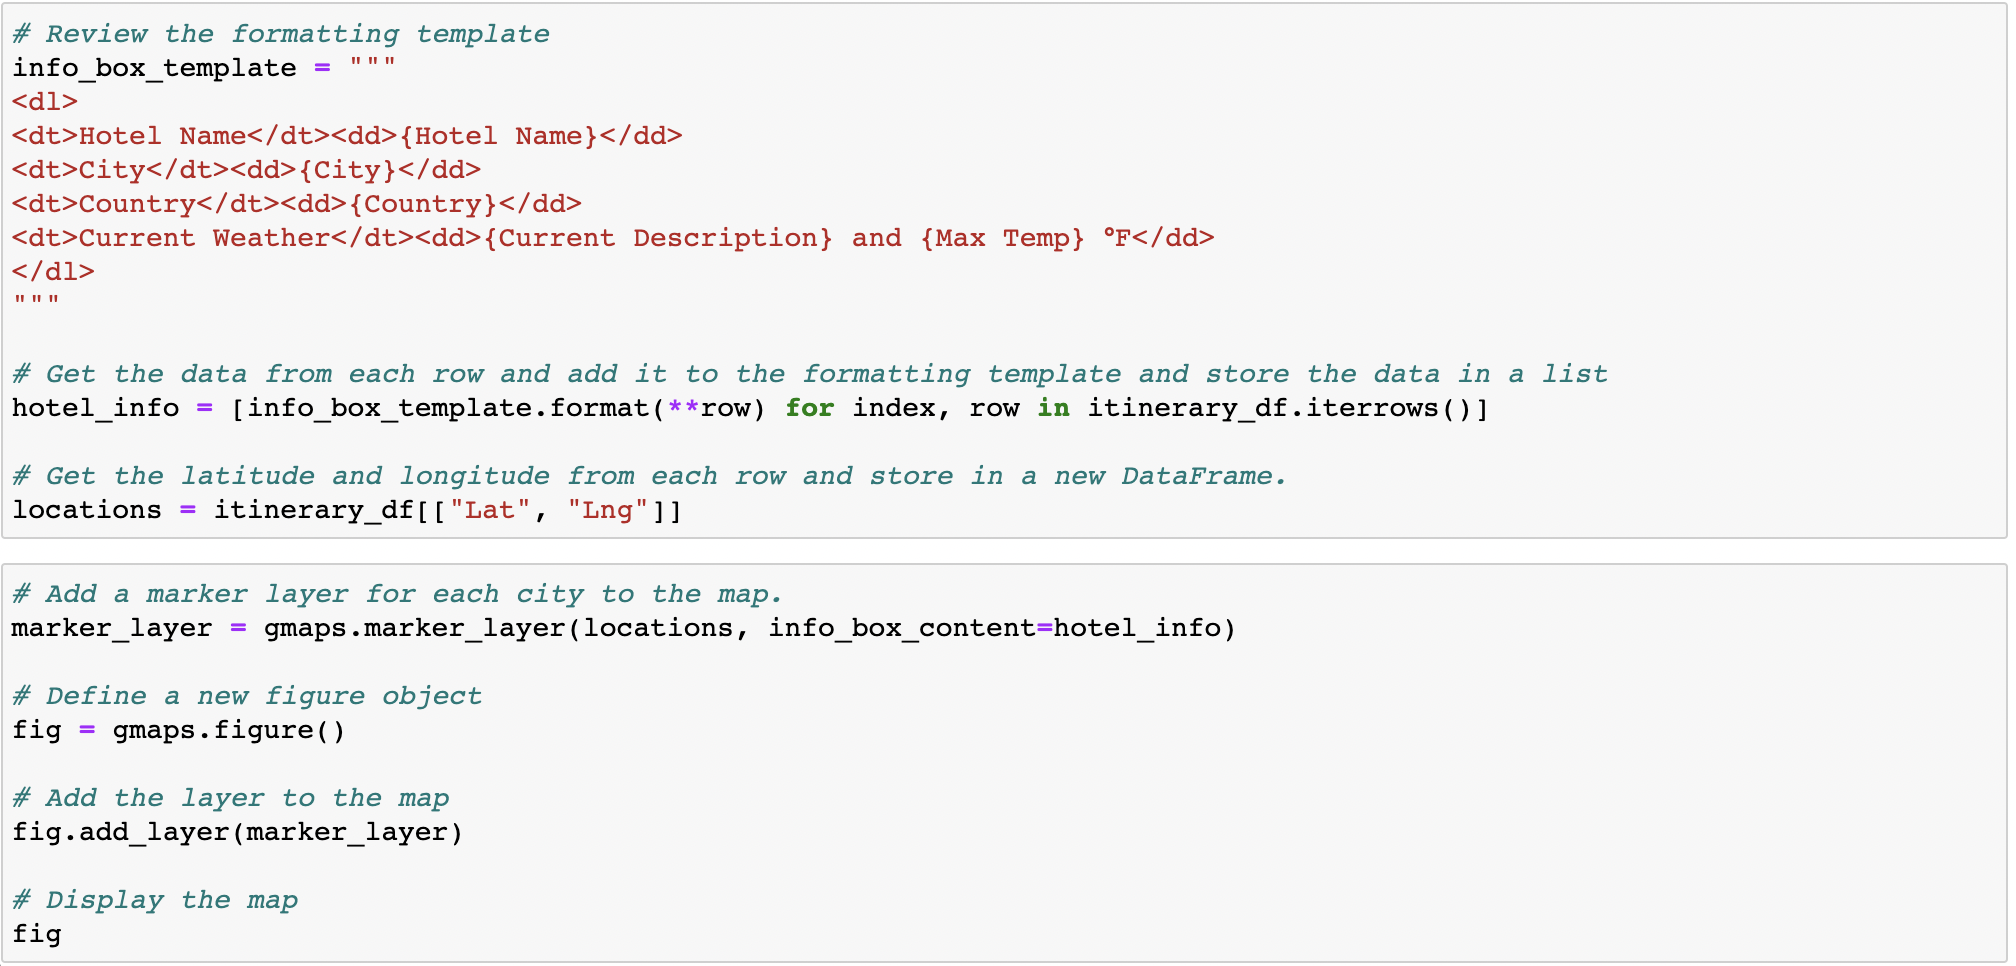 # Review the formatting template
info_box_template = """
<dl>
<dt>Hotel Name</dt><dd>{Hotel Name}</dd>
<dt>City</dt><dd>{City}</dd>
<dt>Country</dt><dd>{Country}</dd>
<dt>Current Weather</dt><dd>{Current Description} and {Max Temp} °F</dd>
</dl>
"""
# Get the data from each row and add it to the formatting template and store the data in a list
hotel_info = [info_box_template.format(**row) for index, row in itinerary_df.iterrows()]
# Get the latitude and longitude from each row and store in a new DataFrame.
locations = itinerary_df[["Lat", "Lng"]]
# Add a marker layer for each city to the map.
marker_layer = gmaps.marker_layer(locations, info_box_content=hotel_info)
# Define a new figure object
fig = gmaps.figure()
# Add the layer to the map
fig.add_layer(marker_layer)
# Display the map
fig